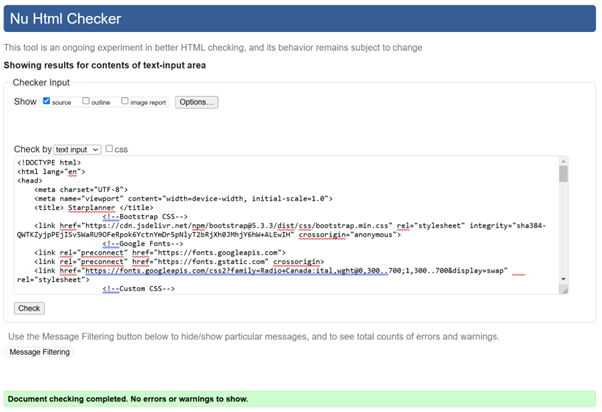 Nu Html Checker
This tool is an ongoing experiment in better HTML checking, and its behavior remains subject to change
Showing results for contents of text-input area
Checker Input
Show source outline image report Options...
Check by text input css
<!DOCTYPE html>
<html lang="en">
<head>
<meta charset="UTF-8">
<meta name="viewport" content="width=device-width, initial-scale=1.0">
<title> Starplanner </title>
<!--Bootstrap CSS-->
<link href="https://cdn.jsdelivr.net/npm/bootstrap@5.3.3/dist/css/bootstrap.min.css" rel="stylesheet" integrity="sha384-
QWTKZyjpPEjISv5WaRU9OFeRpok6YctnYmDr5pNlyT2bRjXh0JMhjY6hW+ALEwIH" crossorigin="anonymous">
<!--Google Fonts-->
<link rel="preconnect" href="https://fonts.googleapis.com">
<link rel="preconnect" href="https://fonts.gstatic.com" crossorigin>
<link href="https://fonts.googleapis.com/css2?family=Radio+Canada:ital,wght@0,300..700;1,300..700&display=swap"
rel="stylesheet">
<!--Custom CSS-->
Check
Use the Message Filtering button below to hide/show particular messages, and to see total counts of errors and warnings.
Message Filtering
Document checking completed. No errors or warnings to show.